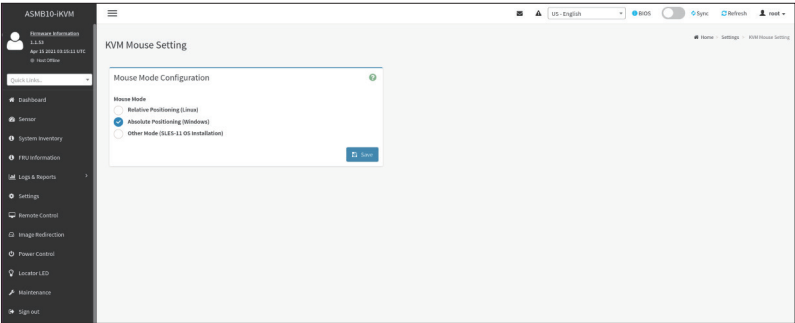 ASMB10-iKVM
Firmware Information
1.1.53
Apr 15 2021 03:15:11 UTC
Host Offline
Quick Links...
Dashboard
Sensor
System Inventory
FRU Information
Logs & Reports
Settings
Remote Control
Image Redirection
Power Control
Locator LED
Maintenance
Sign out
US - English
BIOS
Sync
Refresh
root
KVM Mouse Setting
Home
Settings
KVM Mouse Setting
Mouse Mode Configuration
Mouse Mode
Relative Positioning (Linux)
Absolute Positioning (Windows)
Other Mode (SLES-11 OS Installation)
Save